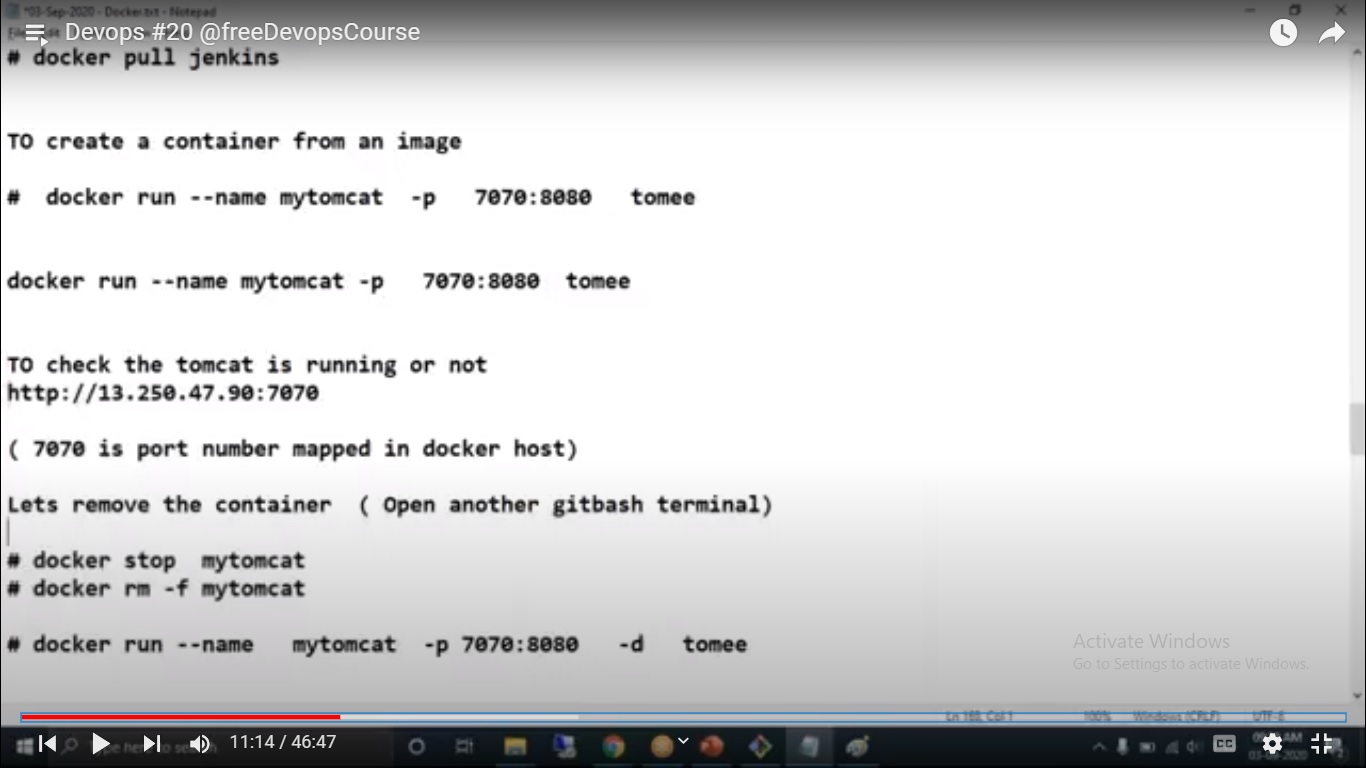 *03-Sep-2020 - Docker.txt - Notepad
Devops #20 @freeDevopsCourse
# docker pull jenkins
TO create a container from an image
#  docker run --name mytomcat  -p   7070:8080   tomee
docker run --name mytomcat -p   7070:8080  tomee
TO check the tomcat is running or not
http://13.250.47.90:7070
( 7070 is port number mapped in docker host)
Lets remove the container  ( Open another gitbash terminal)
# docker stop  mytomcat
# docker rm -f mytomcat
# docker run --name   mytomcat  -p 7070:8080   -d   tomee
Activate Windows
Go to Settings to activate Windows.
Ln 168, Col 1 100% Windows (CRLF) UTF-8
11:14 / 46:47
CC
03-09-2020